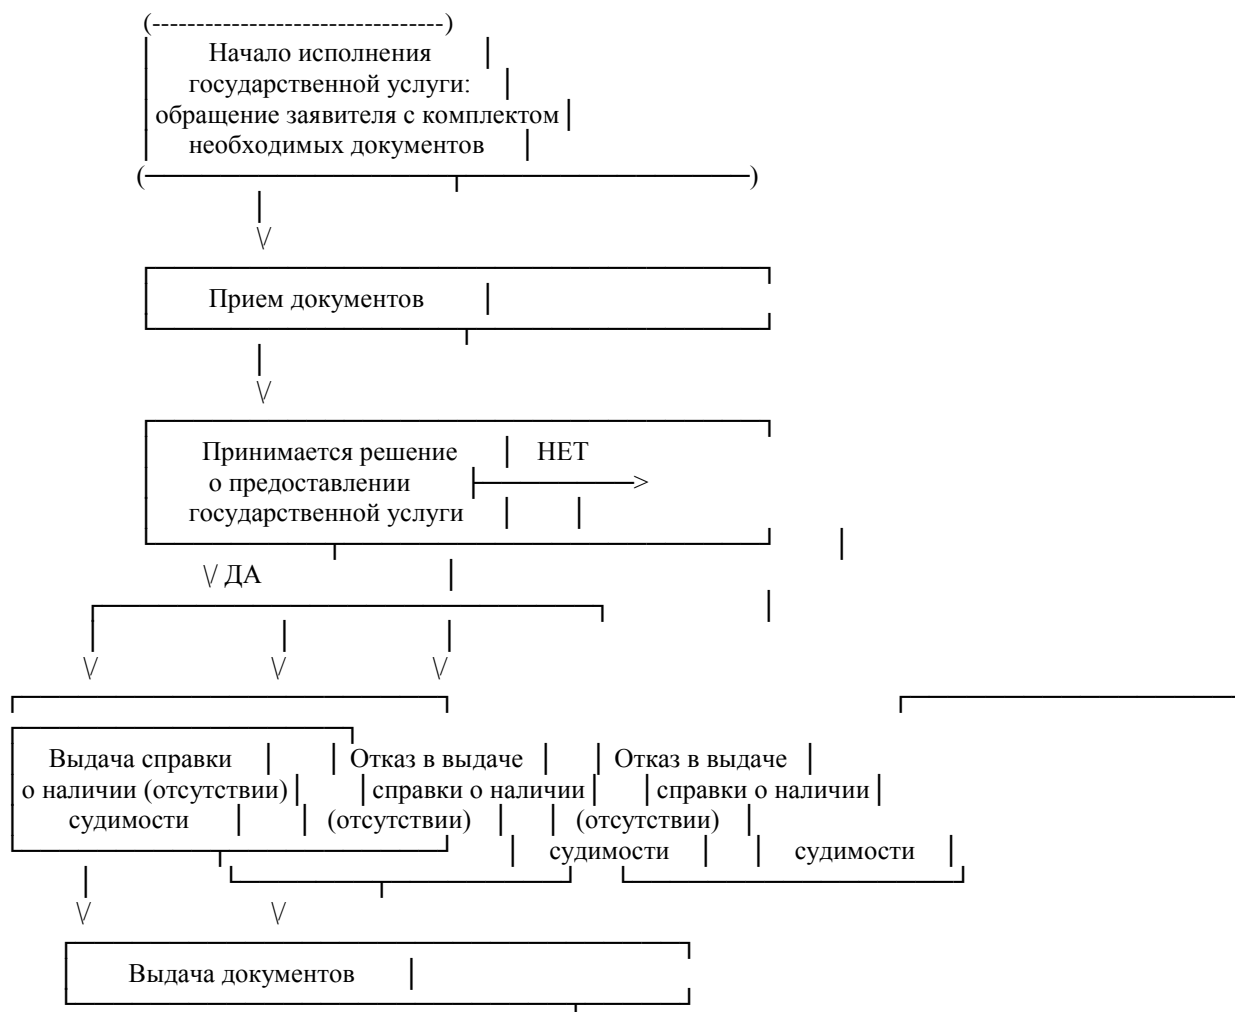 Начало исполнения
государственной услуги:
обращение заявителя с комплектом
необходимых документов
Прием документов
Принимается решение НЕТ
о предоставлении
государственной услуги
ДА
Выдача справки Отказ в выдаче Отказ в выдаче
о наличии (отсутствии) справки о наличии справки о наличии
судимости (отсутствии) (отсутствии)
судимости судимости
Выдача документов